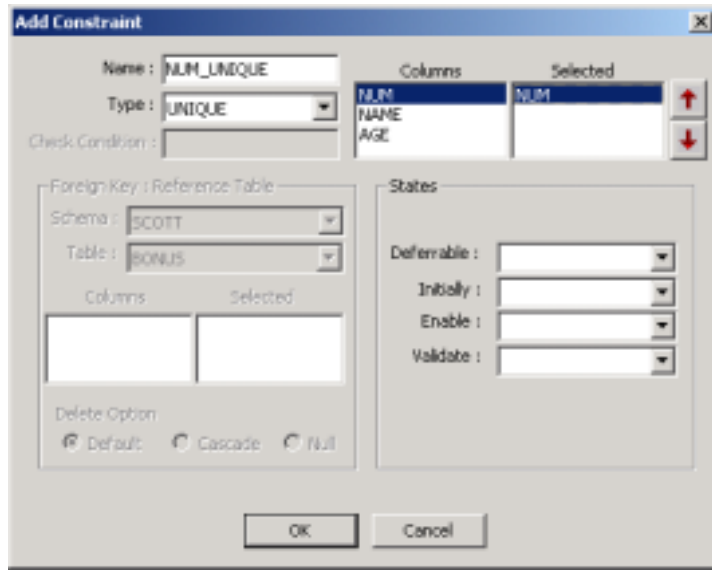 Add Constraint
Name : NUM_UNIQUE
Type : UNIQUE
Check Condition :
Columns Selected
NUM NUM
NAME
AGE
Foreign Key : Reference Table
Schema : SCOTT
Table : BONUS
Columns Selected
Delete Option
Default Cascade Null
States
Deferrable :
Initially :
Enable :
Validate :
OK Cancel